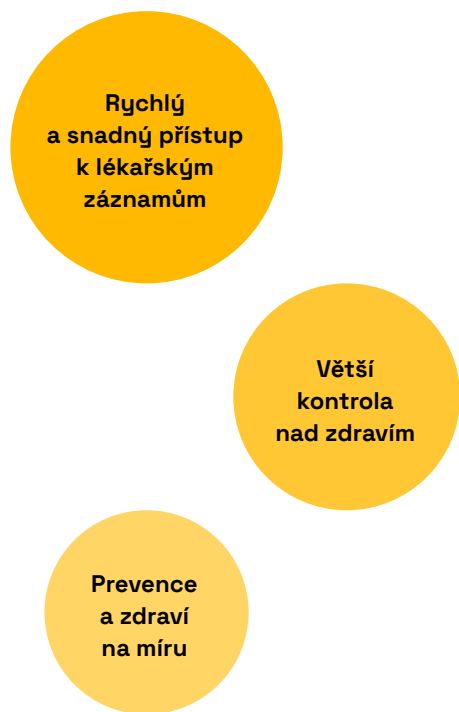 Rychlý
a snadný přístup
k lékařským
záznamům
Větší
kontrola
nad zdravím
Prevence
a zdraví
na míru